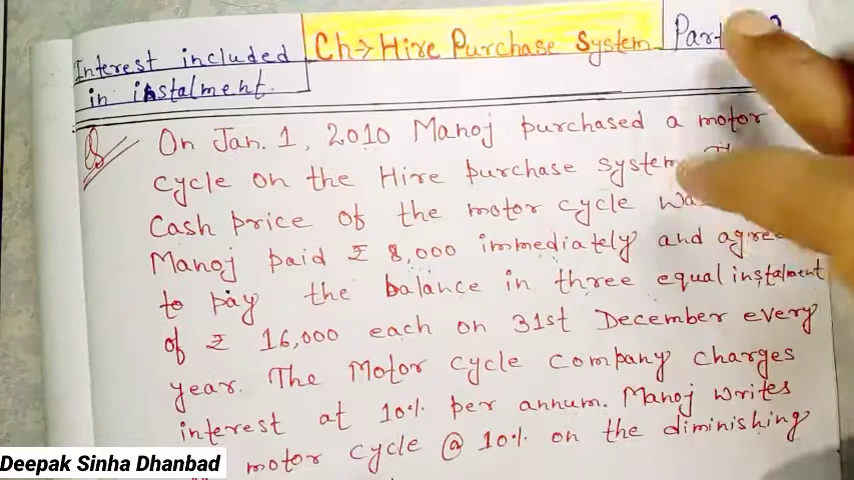 Interest included
in instalment.
Ch→ Hire Purchase System
Part
Q
On Jan. 1, 2010 Manoj purchased a motor
cycle on the Hire purchase system
Cash price of the motor cycle
Manoj paid ₹ 8,000 immediately and agree
to pay the balance in three equal instalment
of ₹ 16,000 each on 31st December every
year. The Motor cycle company charges
interest at 10% per annum. Manoj writes
motor cycle @ 10% on the diminishing
Deepak Sinha Dhanbad